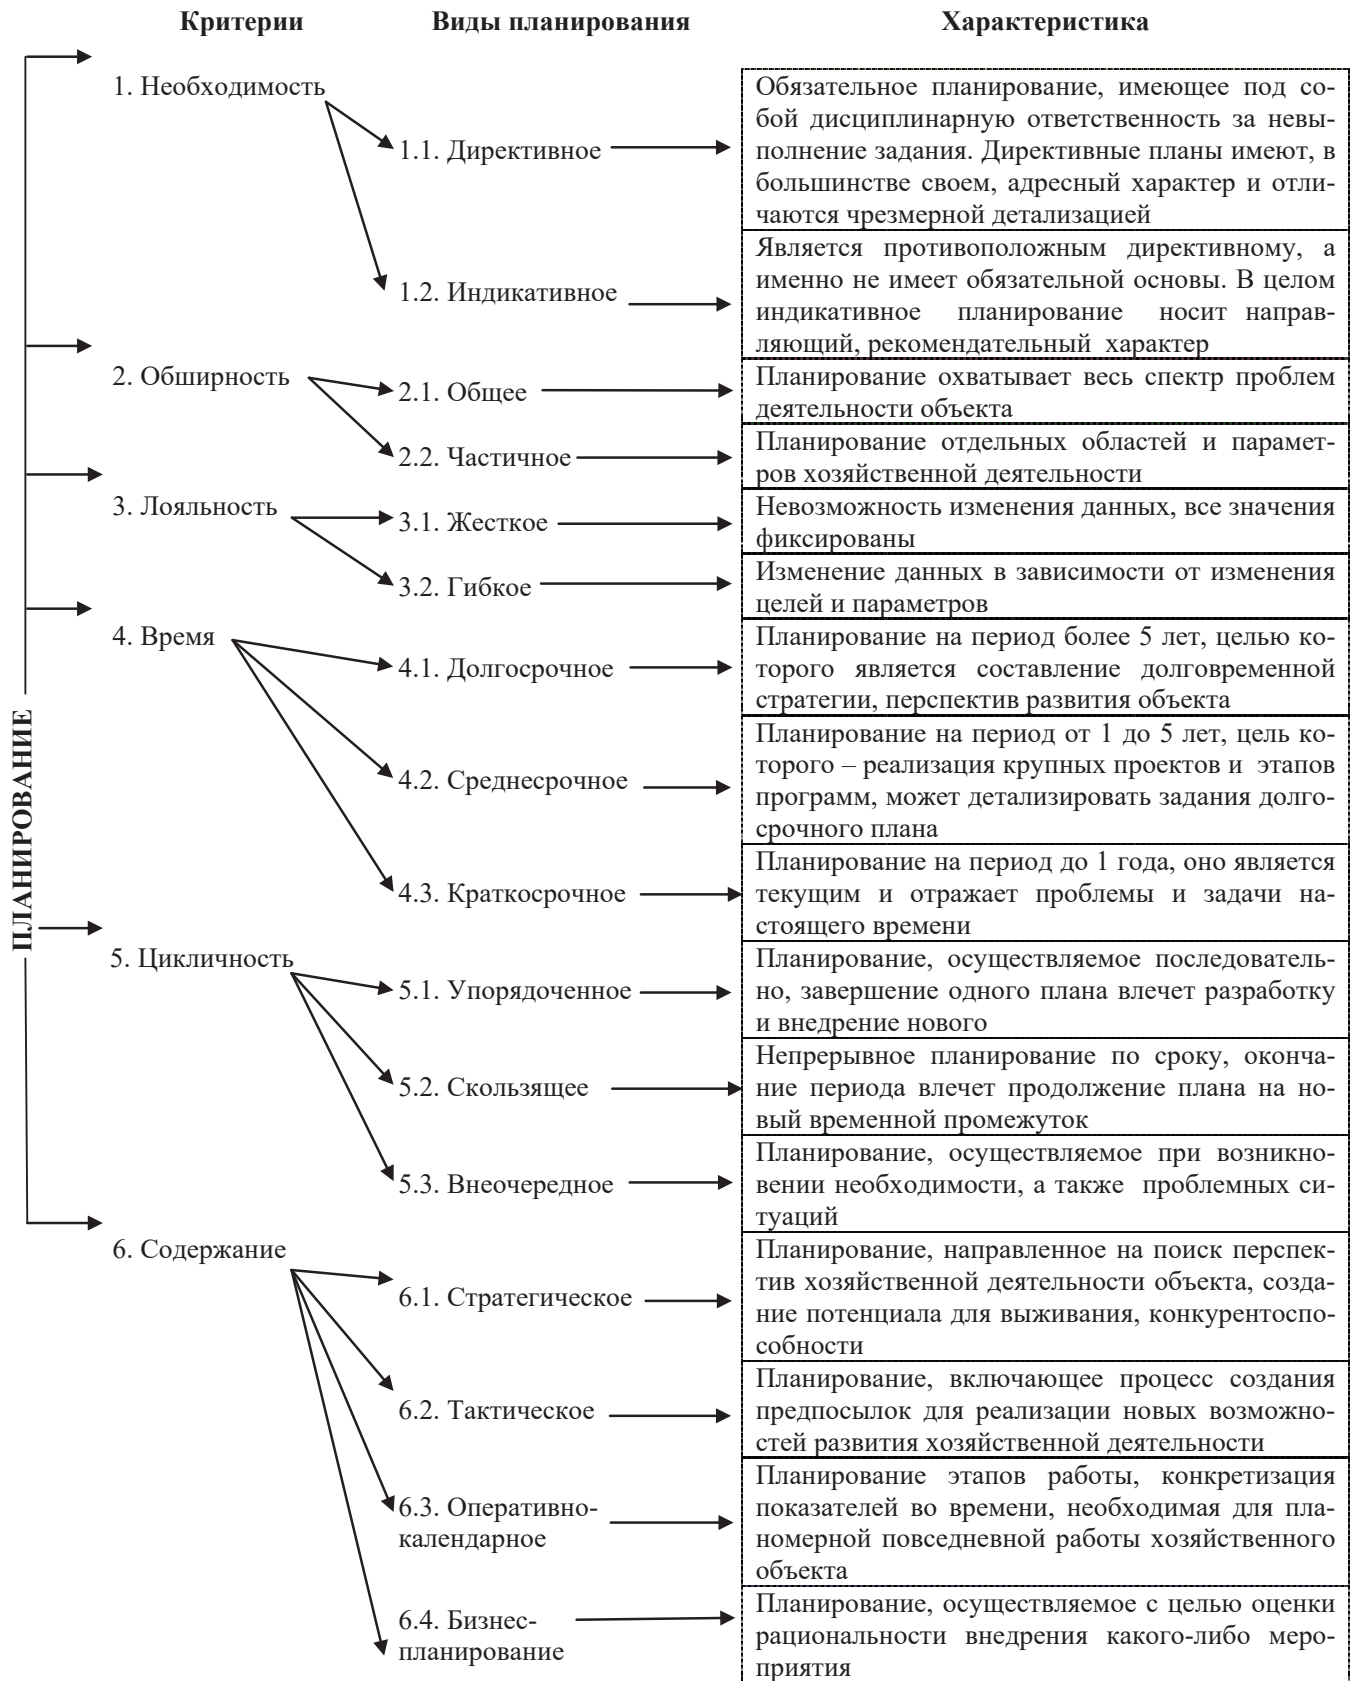 Критерии Виды планирования Характеристика
ПЛАНИРОВАНИЕ
1. Необходимость
1.1. Директивное
Обязательное планирование, имеющее под со-
бой дисциплинарную ответственность за невы-
полнение задания. Директивные планы имеют, в
большинстве своем, адресный характер и отли-
чаются чрезмерной детализацией
1.2. Индикативное
Является противоположным директивному, а
именно не имеет обязательной основы. В целом
индикативное планирование носит направ-
ляющий, рекомендательный характер
2. Обширность
2.1. Общее
Планирование охватывает весь спектр проблем
деятельности объекта
2.2. Частичное
Планирование отдельных областей и парамет-
ров хозяйственной деятельности
3. Лояльность
3.1. Жесткое
Невозможность изменения данных, все значения
фиксированы
3.2. Гибкое
Изменение данных в зависимости от изменения
целей и параметров
4. Время
4.1. Долгосрочное
Планирование на период более 5 лет, целью ко-
торого является составление долговременной
стратегии, перспектив развития объекта
4.2. Среднесрочное
Планирование на период от 1 до 5 лет, цель ко-
торого – реализация крупных проектов и этапов
программ, может детализировать задания долго-
срочного плана
4.3. Краткосрочное
Планирование на период до 1 года, оно является
текущим и отражает проблемы и задачи на-
стоящего времени
5. Цикличность
5.1. Упорядоченное
Планирование, осуществляемое последователь-
но, завершение одного плана влечет разработку
и внедрение нового
5.2. Скользящее
Непрерывное планирование по сроку, оконча-
ние периода влечет продолжение плана на но-
вый временной промежуток
5.3. Внеочередное
Планирование, осуществляемое при возникно-
вении необходимости, а также проблемных си-
туаций
6. Содержание
6.1. Стратегическое
Планирование, направленное на поиск перспек-
тив хозяйственной деятельности объекта, созда-
ние потенциала для выживания, конкурентоспо-
собности
6.2. Тактическое
Планирование, включающее процесс создания
предпосылок для реализации новых возможно-
стей развития хозяйственной деятельности
6.3. Оперативно-
календарное
Планирование этапов работы, конкретизация
показателей во времени, необходимая для пла-
номерной повседневной работы хозяйственного
объекта
6.4. Бизнес-
планирование
Планирование, осуществляемое с целью оценки
рациональности внедрения какого-либо меро-
приятия